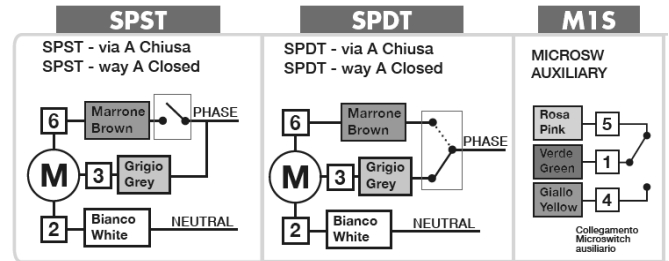 SPST
SPST - via A Chiusa
SPST - way A Closed
6
Marrone
Brown
PHASE
M
3
Grigio
Grey
2
Bianco
White
NEUTRAL
SPDT
SPDT - via A Chiusa
SPDT - way A Closed
6
Marrone
Brown
PHASE
M
3
Grigio
Grey
2
Bianco
White
NEUTRAL
M1S
MICROSW
AUXILIARY
Rosa
Pink
5
Verde
Green
1
Giallo
Yellow
4
Collegamento
Microswitch
ausiliario